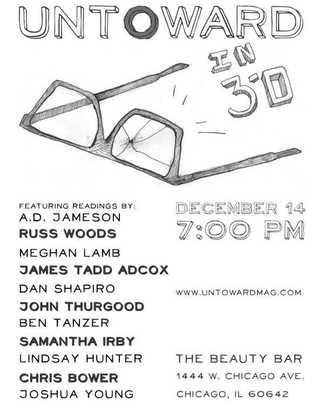 UNTOWARD
IN
3-D
FEATURING READINGS BY:
A.D. JAMESON
RUSS WOODS
MEGHAN LAMB
JAMES TADD ADCOX
DAN SHAPIRO
JOHN THURGOOD
BEN TANZER
SAMANTHA IRBY
LINDSAY HUNTER
CHRIS BOWER
JOSHUA YOUNG
DECEMBER 14
7:00 PM
WWW.UNTOWARDMAG.COM
THE BEAUTY BAR
1444 W. CHICAGO AVE.
CHICAGO, IL 60642